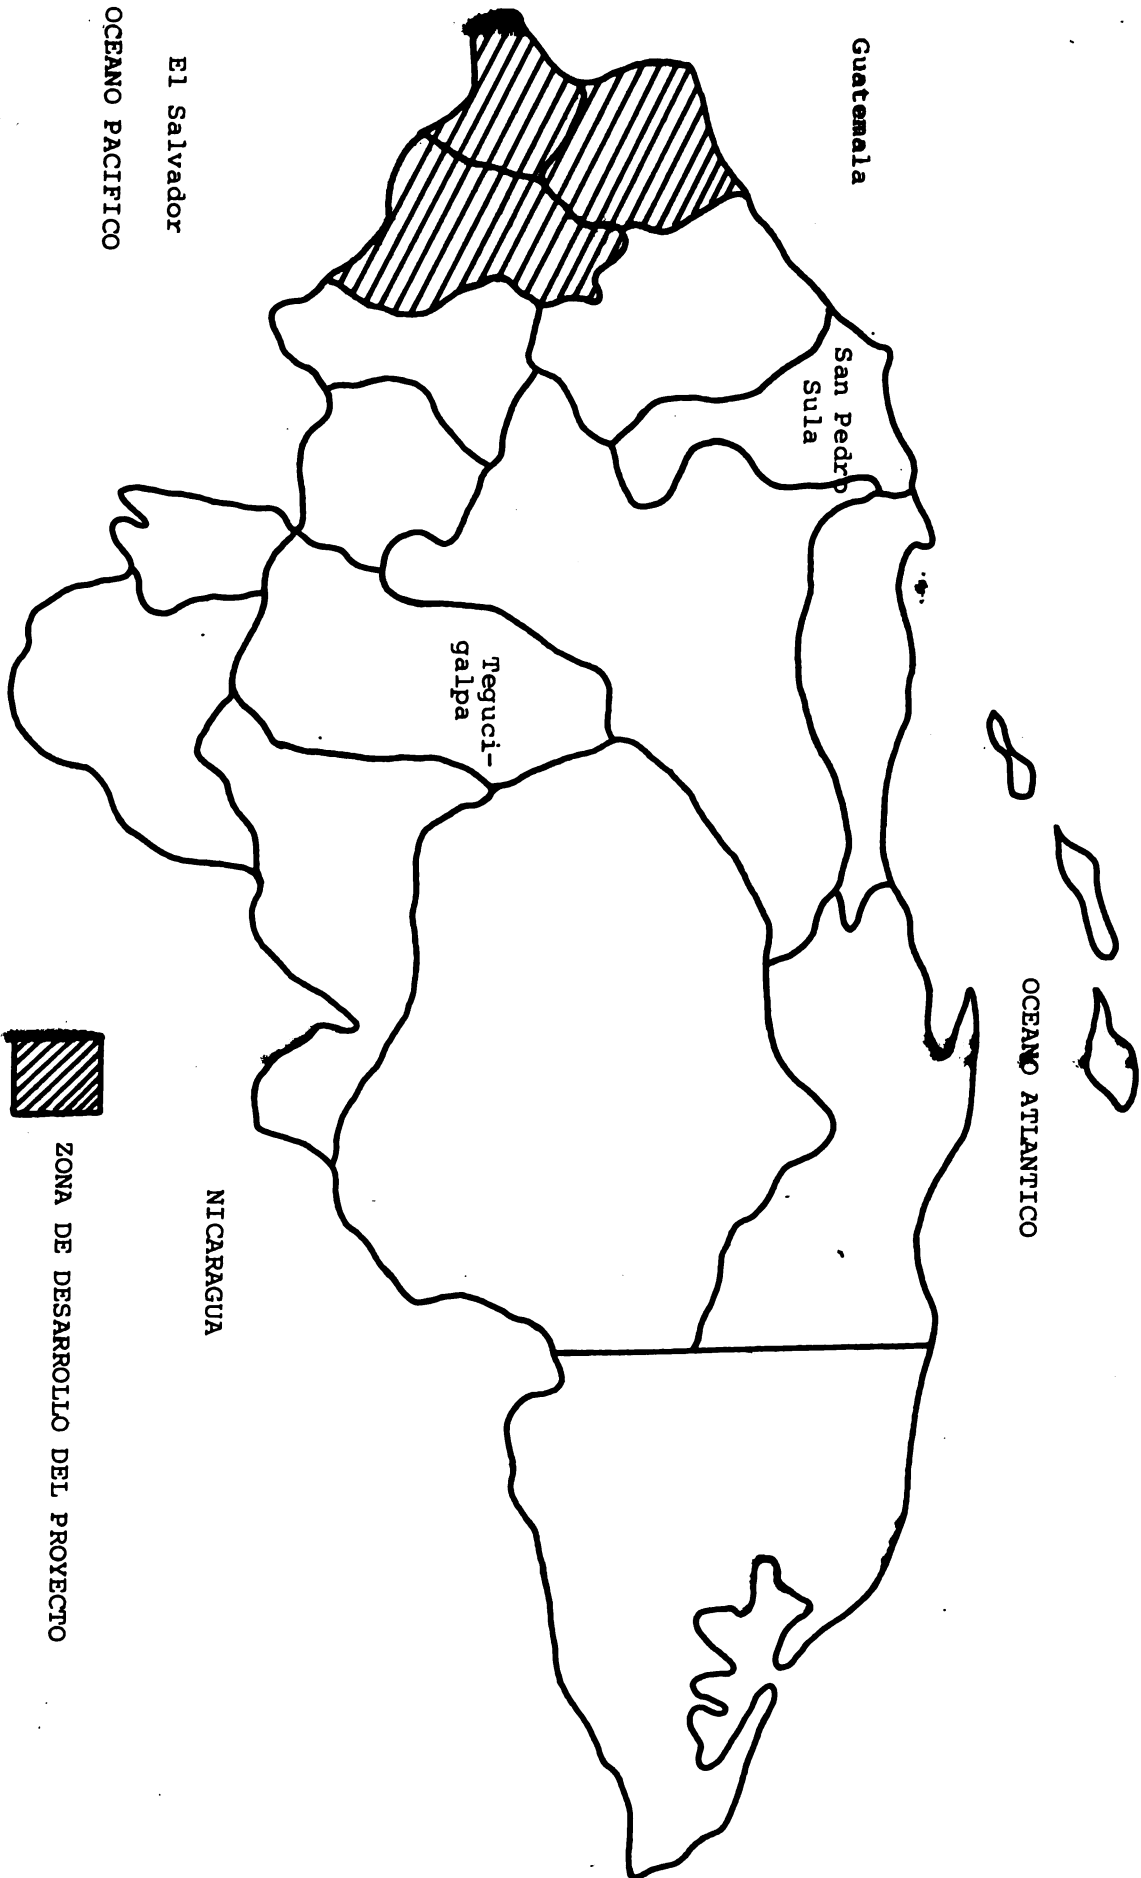 OCEANO ATLANTICO
Guatemala
San Pedro
Sula
Teguci-
galpa
NICARAGUA
El Salvador
OCEANO PACIFICO
ZONA DE DESARROLLO DEL PROYECTO